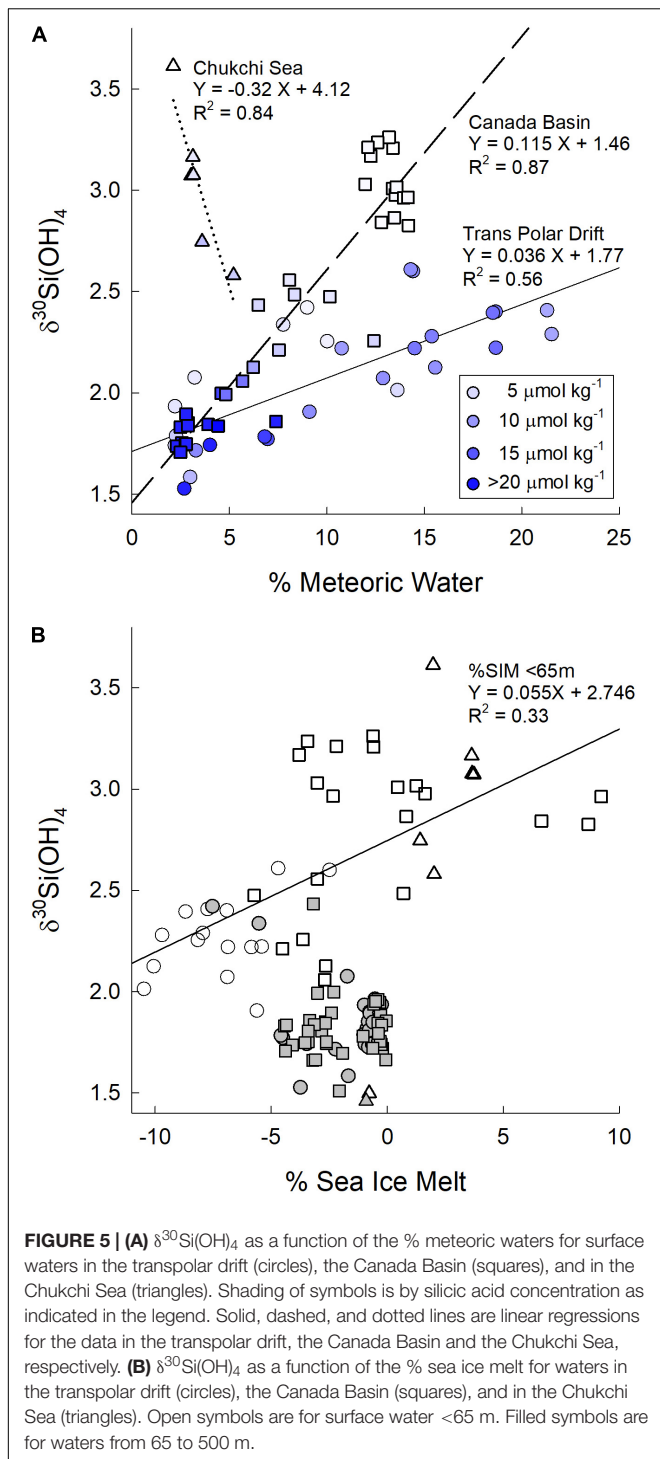 A
Chukchi Sea
Y = -0.32 X + 4.12
R² = 0.84
Canada Basin
Y = 0.115 X + 1.46
R² = 0.87
Trans Polar Drift
Y = 0.036 X + 1.77
R² = 0.56
3.5
3.0
2.5
2.0
1.5
δ³⁰Si(OH)₄
5 μmol kg⁻¹
10 μmol kg⁻¹
15 μmol kg⁻¹
>20 μmol kg⁻¹
0 5 10 15 20 25
% Meteoric Water
B
%SIM <65m
Y = 0.055X + 2.746
R² = 0.33
3.5
3.0
2.5
2.0
1.5
δ³⁰Si(OH)₄
-10 -5 0 5 10
% Sea Ice Melt
FIGURE 5 | (A) δ³⁰Si(OH)₄ as a function of the % meteoric waters for surface
waters in the transpolar drift (circles), the Canada Basin (squares), and in the
Chukchi Sea (triangles). Shading of symbols is by silicic acid concentration as
indicated in the legend. Solid, dashed, and dotted lines are linear regressions
for the data in the transpolar drift, the Canada Basin and the Chukchi Sea,
respectively. (B) δ³⁰Si(OH)₄ as a function of the % sea ice melt for waters in
the transpolar drift (circles), the Canada Basin (squares), and in the Chukchi
Sea (triangles). Open symbols are for surface water <65 m. Filled symbols are
for waters from 65 to 500 m.